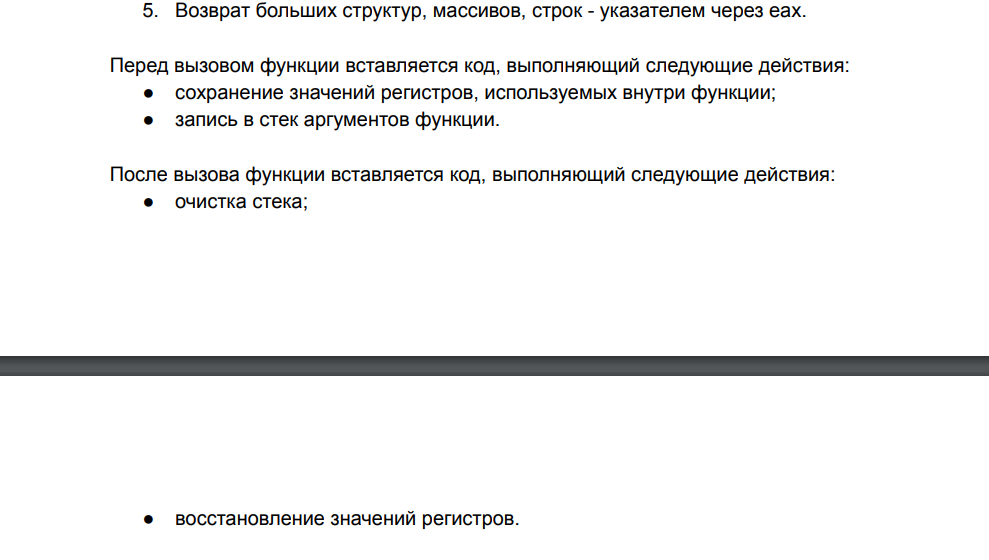 5. Возврат больших структур, массивов, строк - указателем через eax.
Перед вызовом функции вставляется код, выполняющий следующие действия:
● сохранение значений регистров, используемых внутри функции;
● запись в стек аргументов функции.
После вызова функции вставляется код, выполняющий следующие действия:
● очистка стека;
● восстановление значений регистров.